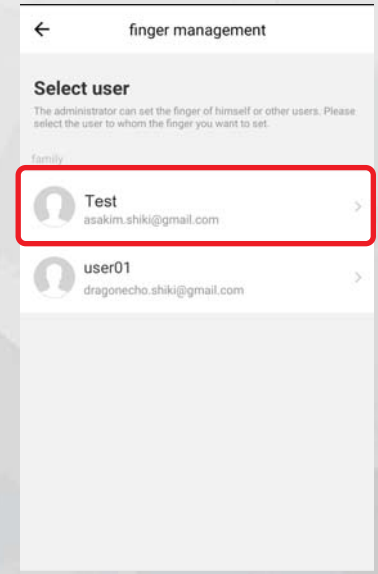 finger management
Select user
The administrator can set the finger of himself or other users. Please
select the user to whom the finger you want to set.
family
Test
asakim.shiki@gmail.com
user01
dragonecho.shiki@gmail.com